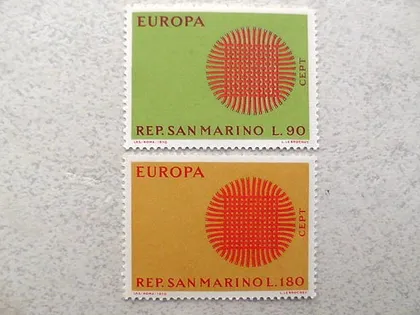 EUROPA
CEPT
REP. SAN MARINO L.90
EUROPA
CEPT
REP. SAN MARINO L.180